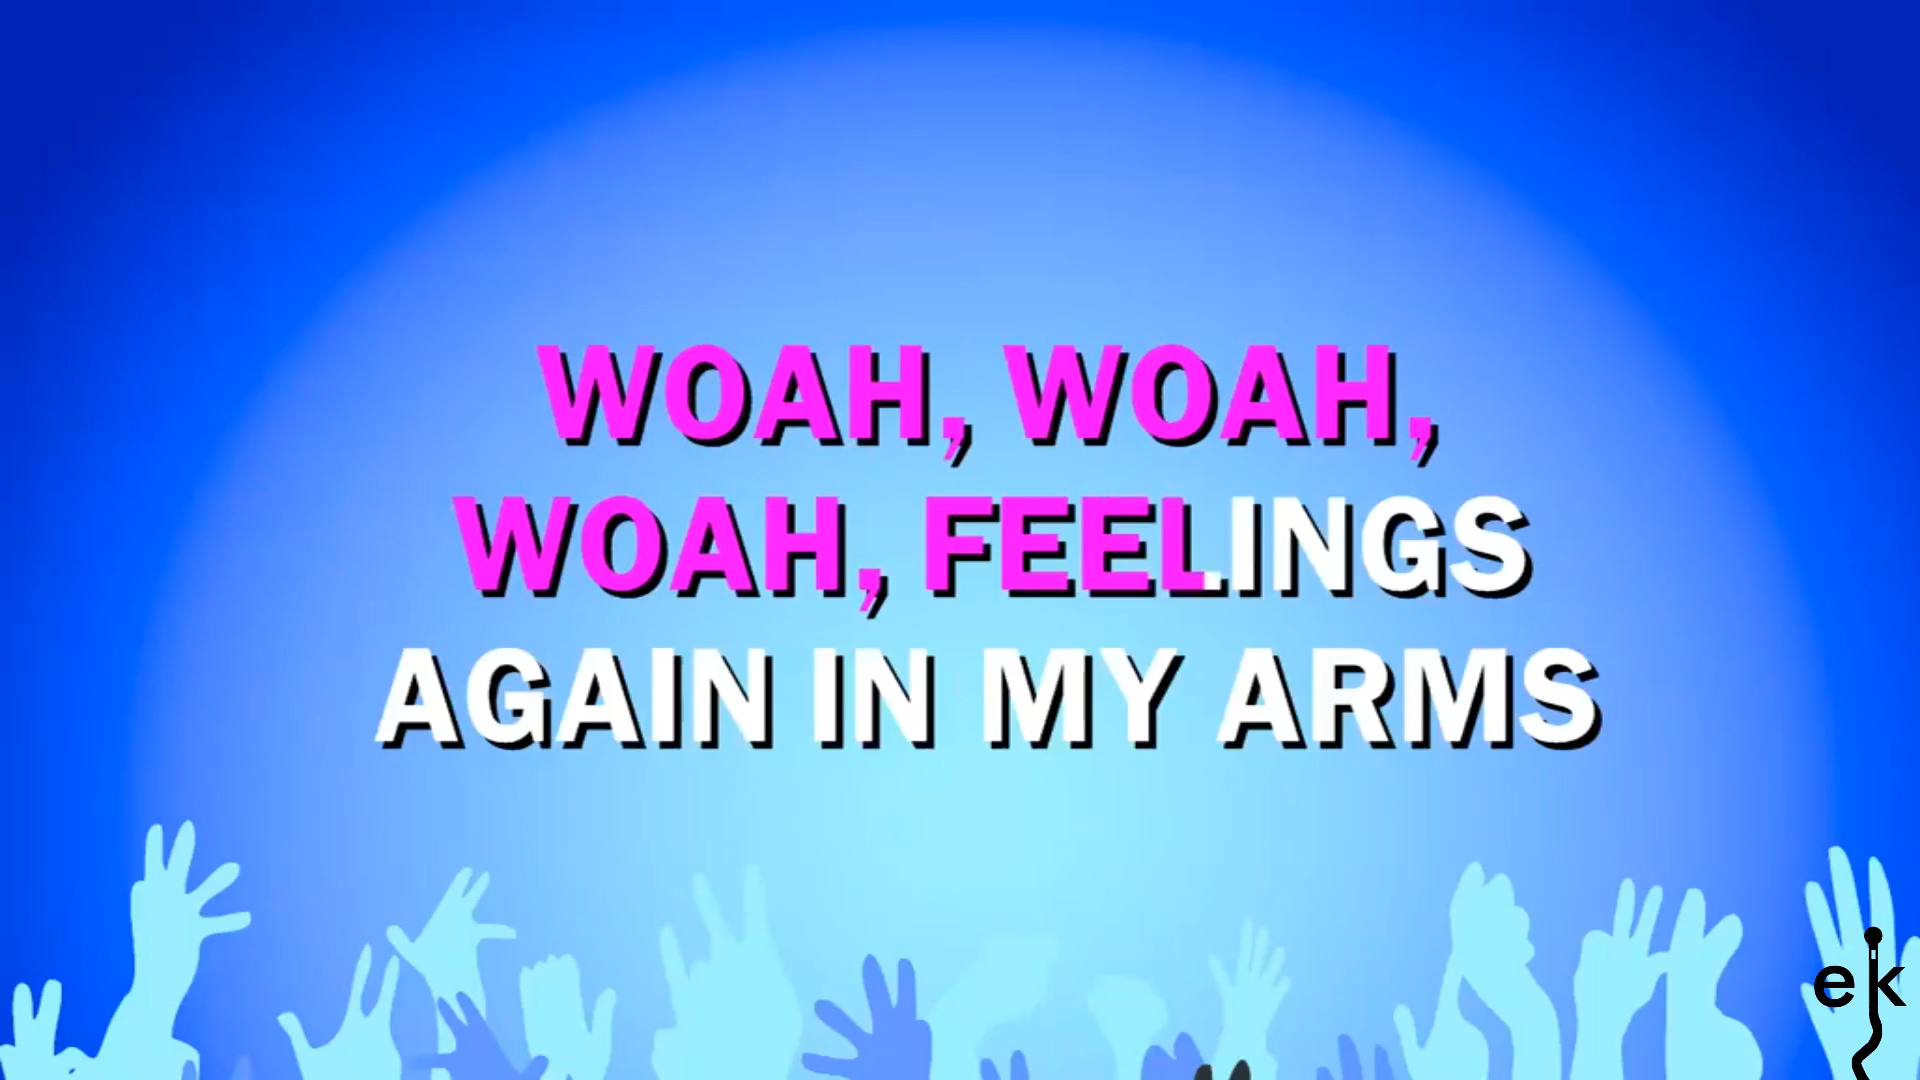 WOAH, WOAH,
WOAH, FEELINGS
AGAIN IN MY ARMS
ek